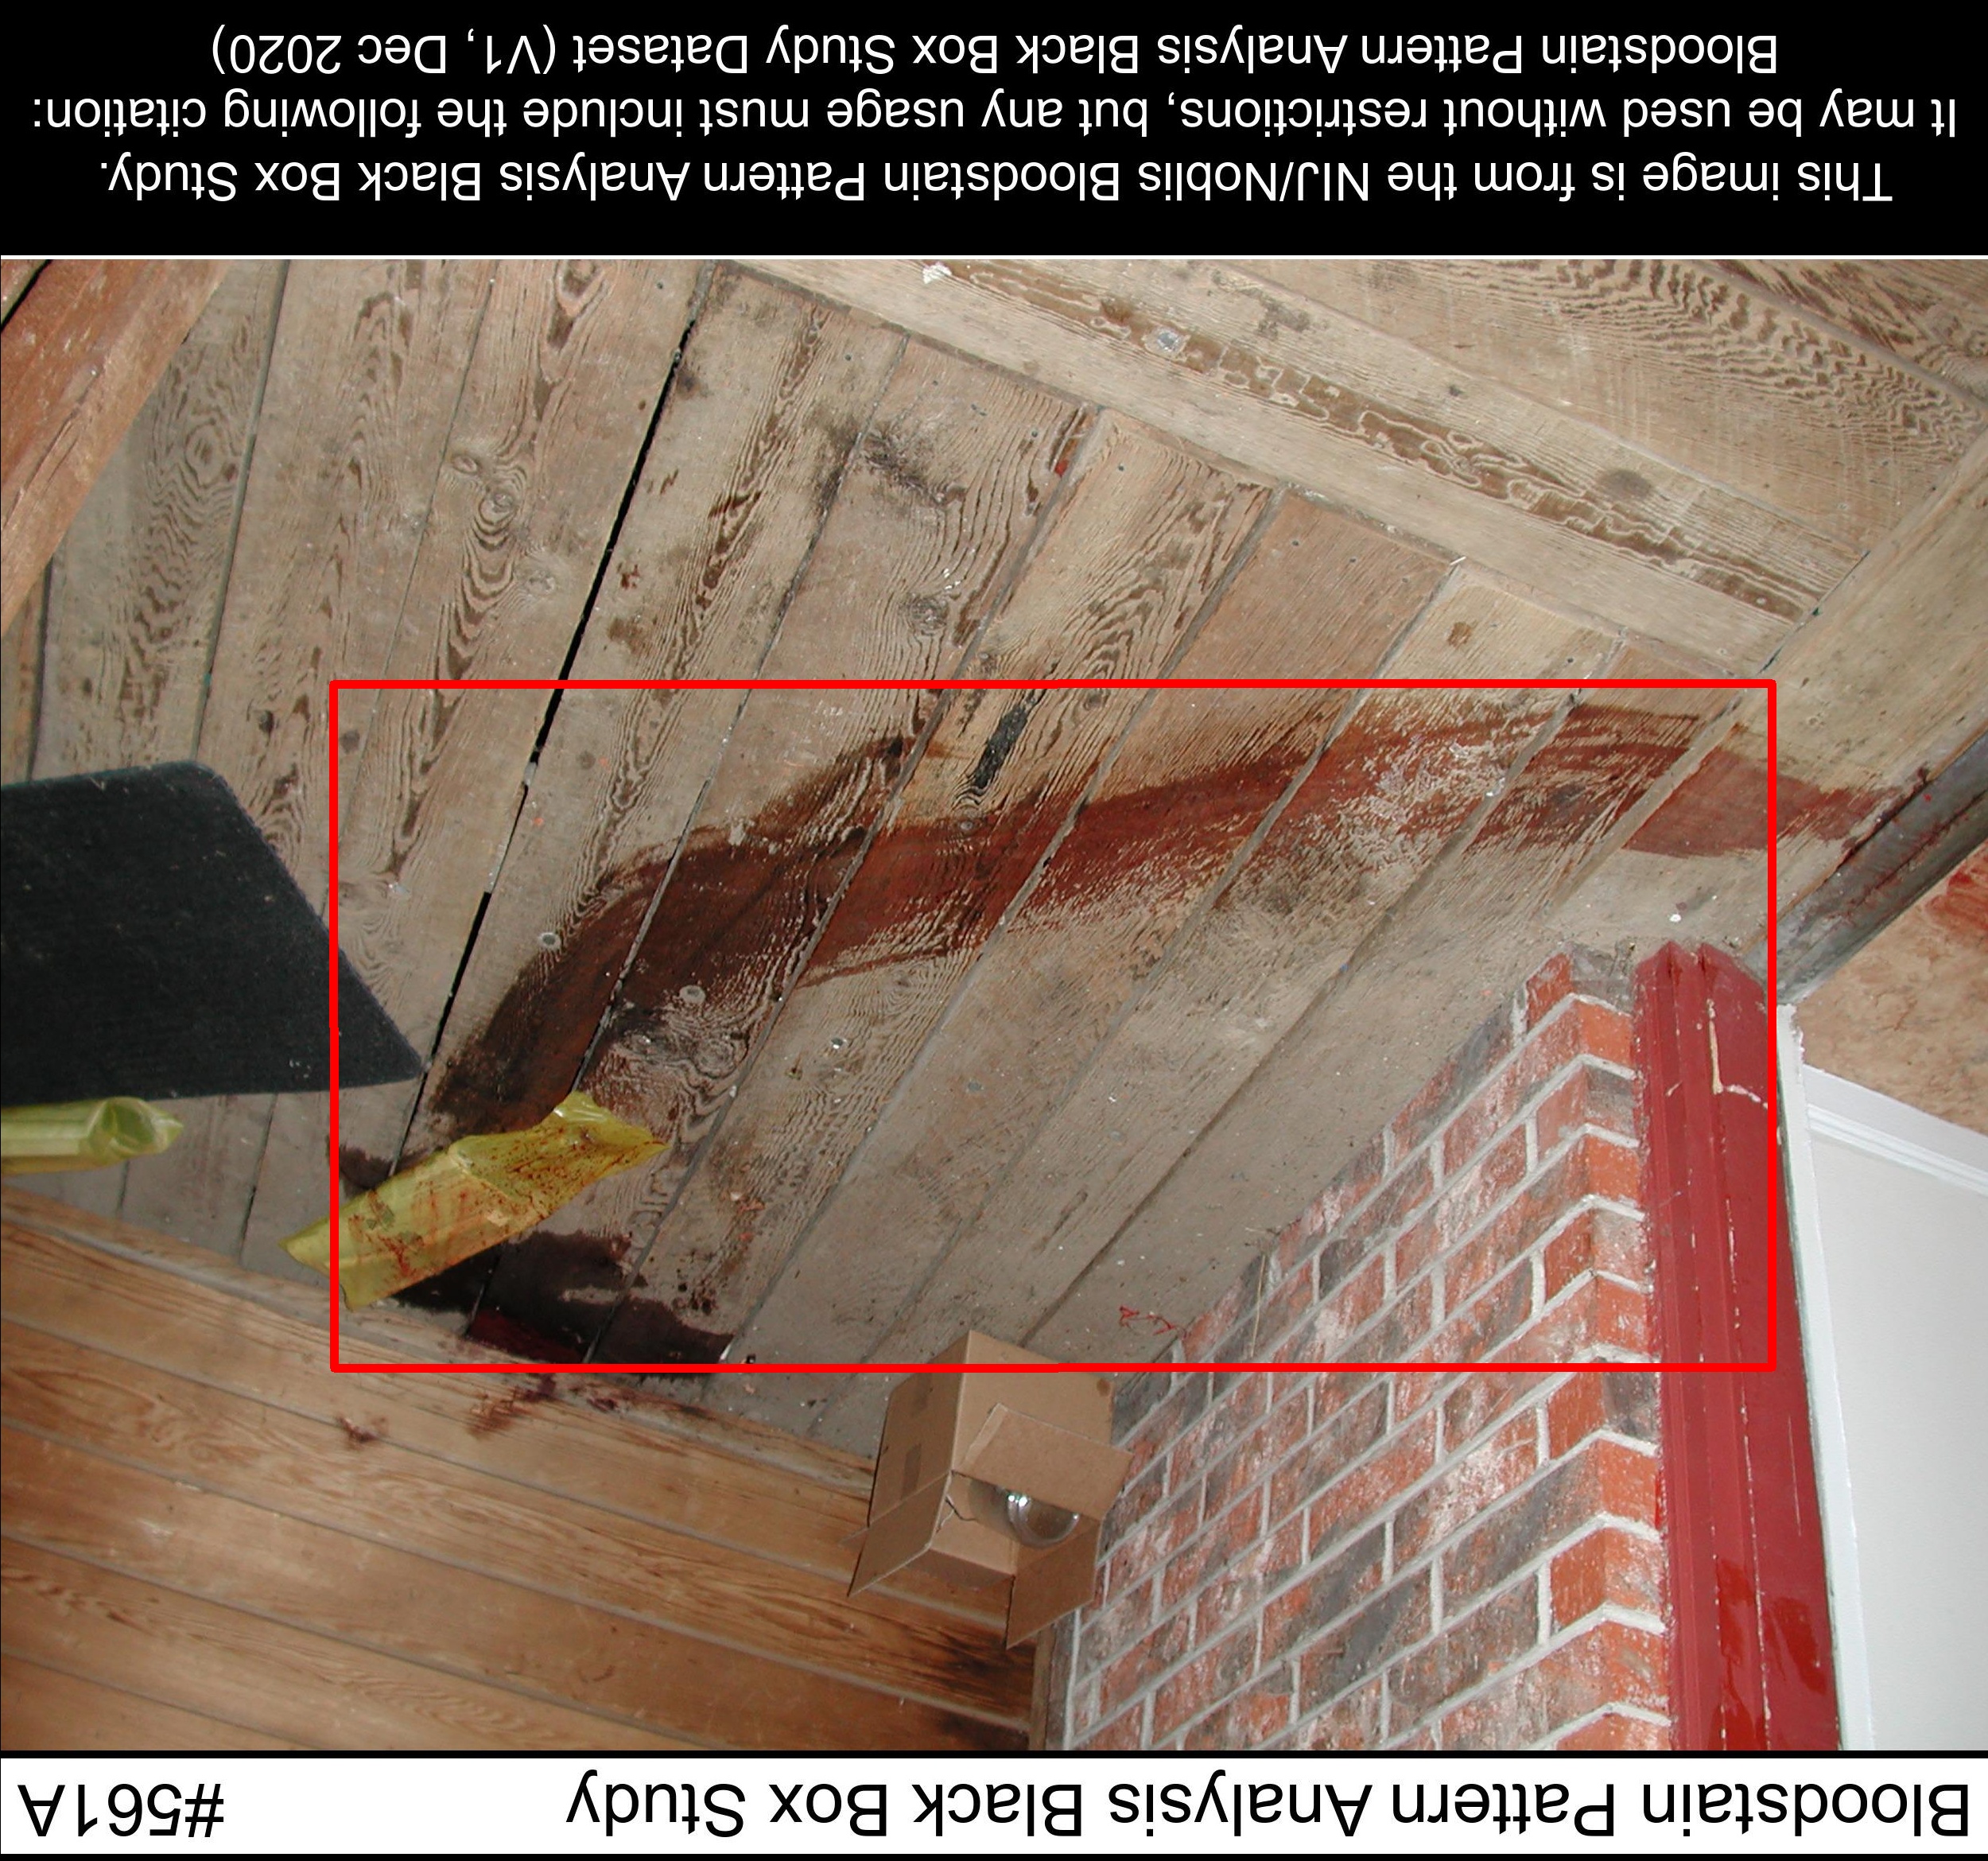 Bloodstain Pattern Analysis Black Box Study #561A
This image is from the NIJ/Noblis Bloodstain Pattern Analysis Black Box Study.
It may be used without restrictions, but any usage must include the following citation:
Bloodstain Pattern Analysis Black Box Study Dataset (V1, Dec 2020)